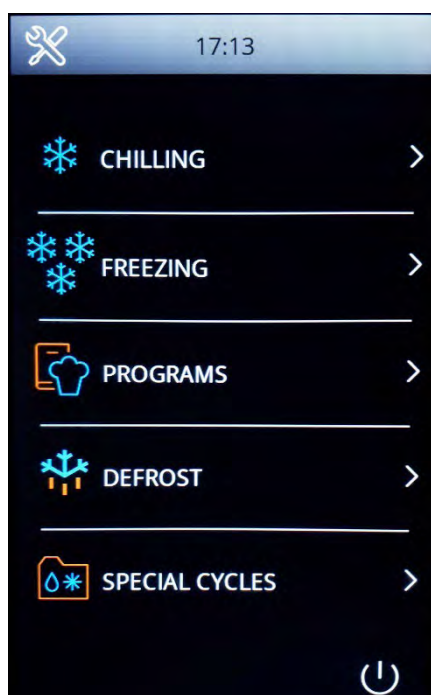 17:13
CHILLING
FREEZING
PROGRAMS
DEFROST
SPECIAL CYCLES